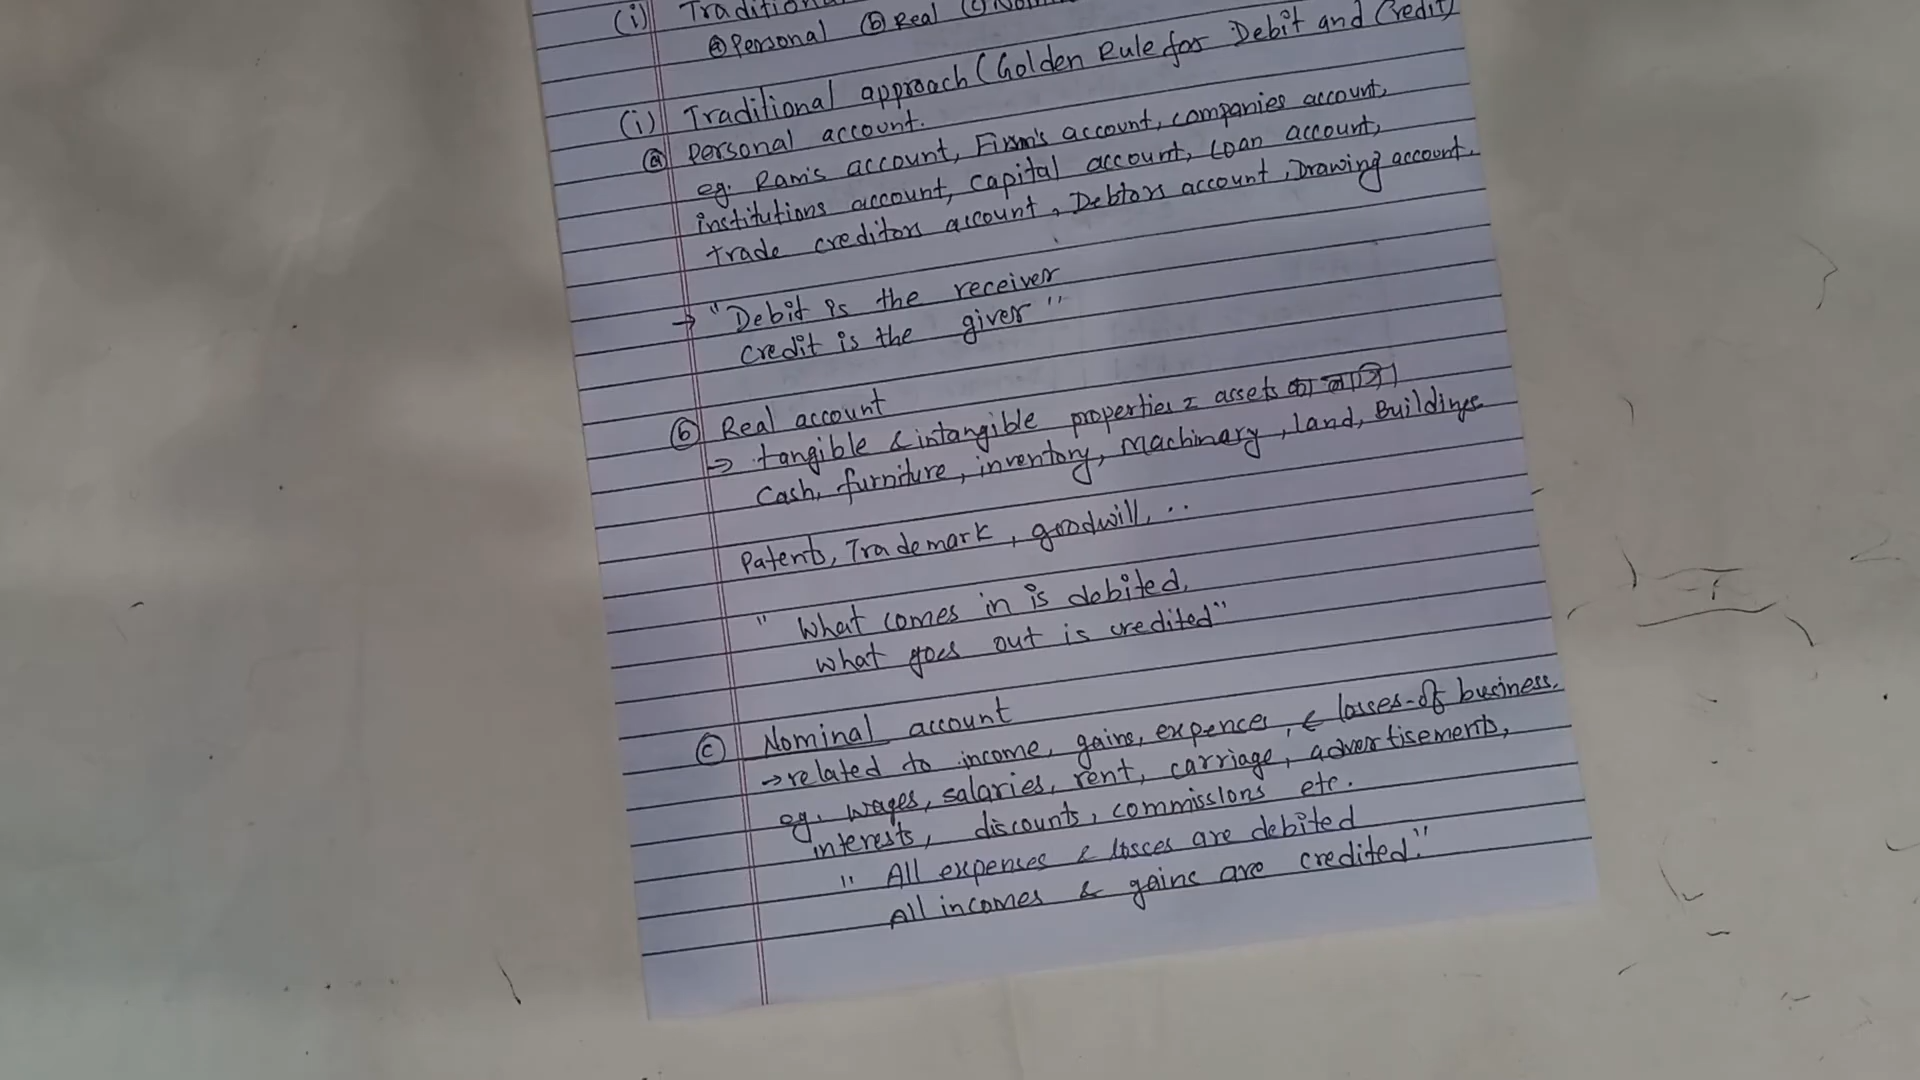 (i) Traditional
ⓐ Personal ⓑ Real ⓒ
(i) Traditional approach (Golden Rule for Debit and Credit)
ⓐ Personal account.
eg. Ram's account, Firm's account, companies account,
institutions account, Capital account, Loan account,
trade creditors account, Debtors account, Drawing account.
→ "Debit is the receiver
credit is the giver"
ⓑ Real account
→ tangible & intangible properties = assets का
Cash, furniture, inventory, Machinary, land, Buildings
Patents, Trademark, goodwill, ..
" What comes in is debited,
what goes out is credited"
ⓒ Nominal account
→ related to income, gains, expences, & losses of business.
eg. wages, salaries, rent, carriage, advertisements,
interests, discounts, commissions etc.
" All expenses & losses are debited
All incomes & gains are credited."